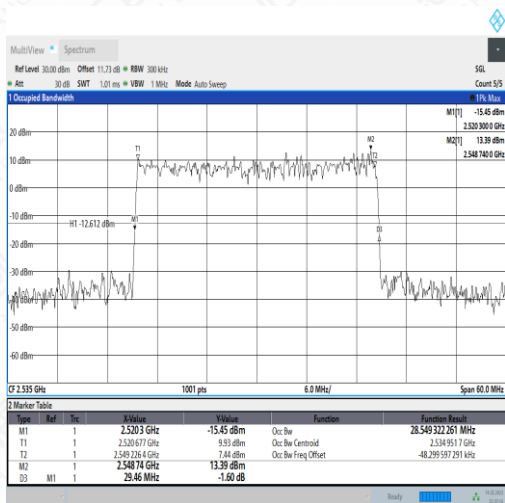 MultiView Spectrum
Ref Level 30.00 dBm Offset 11.73 dB RBW 300 kHz SGL
Att 30 dB SWT 1.01 ms VBW 1 MHz Mode Auto Sweep Count 5/5
1 Occupied Bandwidth 1Pk Max
M1[1] -15.45 dBm
2.520 300 0 GHz
M2[1] 13.39 dBm
2.548 740 0 GHz
20 dBm
M2
T1
T2
10 dBm
0 dBm
-10 dBm
H1 -12.612 dBm M1
D3
-20 dBm
-30 dBm
-40 dBm
-50 dBm
-60 dBm
CF 2.535 GHz 1001 pts 6.0 MHz/ Span 60.0 MHz
2 Marker Table
Type Ref Trc X-Value Y-Value Function Function Result
M1 1 2.5203 GHz -15.45 dBm Occ Bw 28.549 322 261 MHz
T1 1 2.520 677 GHz 9.93 dBm Occ Bw Centroid 2.534 951 7 GHz
T2 1 2.549 226 4 GHz 7.44 dBm Occ Bw Freq Offset -48.299 597 291 kHz
M2 1 2.548 74 GHz 13.39 dBm
D3 M1 1 29.46 MHz -1.60 dB
Ready